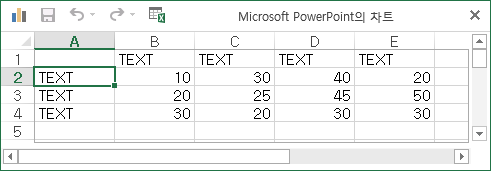 Microsoft PowerPoint의 차트
A B C D E
1 TEXT TEXT TEXT TEXT
2 TEXT 10 30 40 20
3 TEXT 20 25 45 50
4 TEXT 30 20 30 30
5